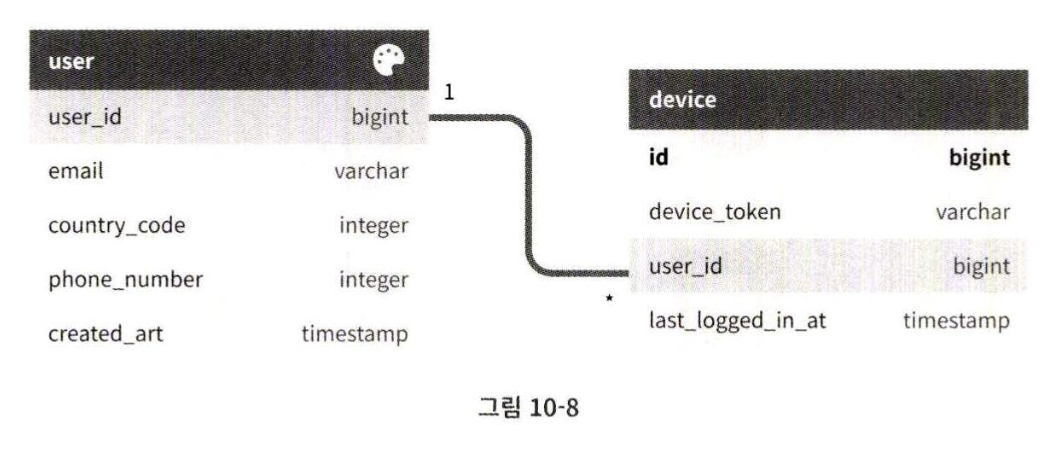 user
user_id bigint
email varchar
country_code integer
phone_number integer
created_art timestamp
1
*
device
id bigint
device_token varchar
user_id bigint
last_logged_in_at timestamp
그림 10-8